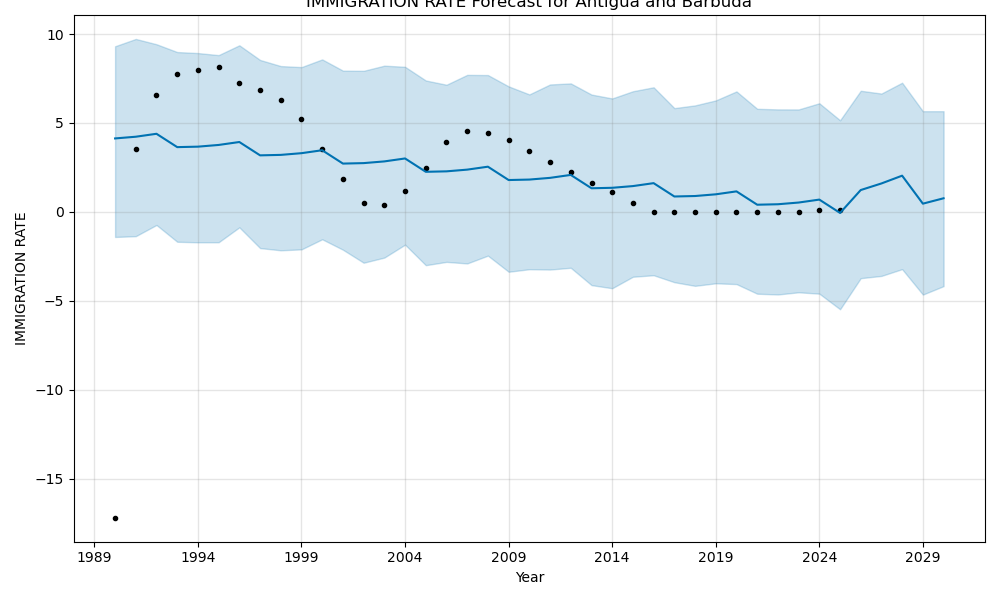 IMMIGRATION RATE Forecast for Antigua and Barbuda
10
5
0
−5
−10
−15
IMMIGRATION RATE
1989 1994 1999 2004 2009 2014 2019 2024 2029
Year